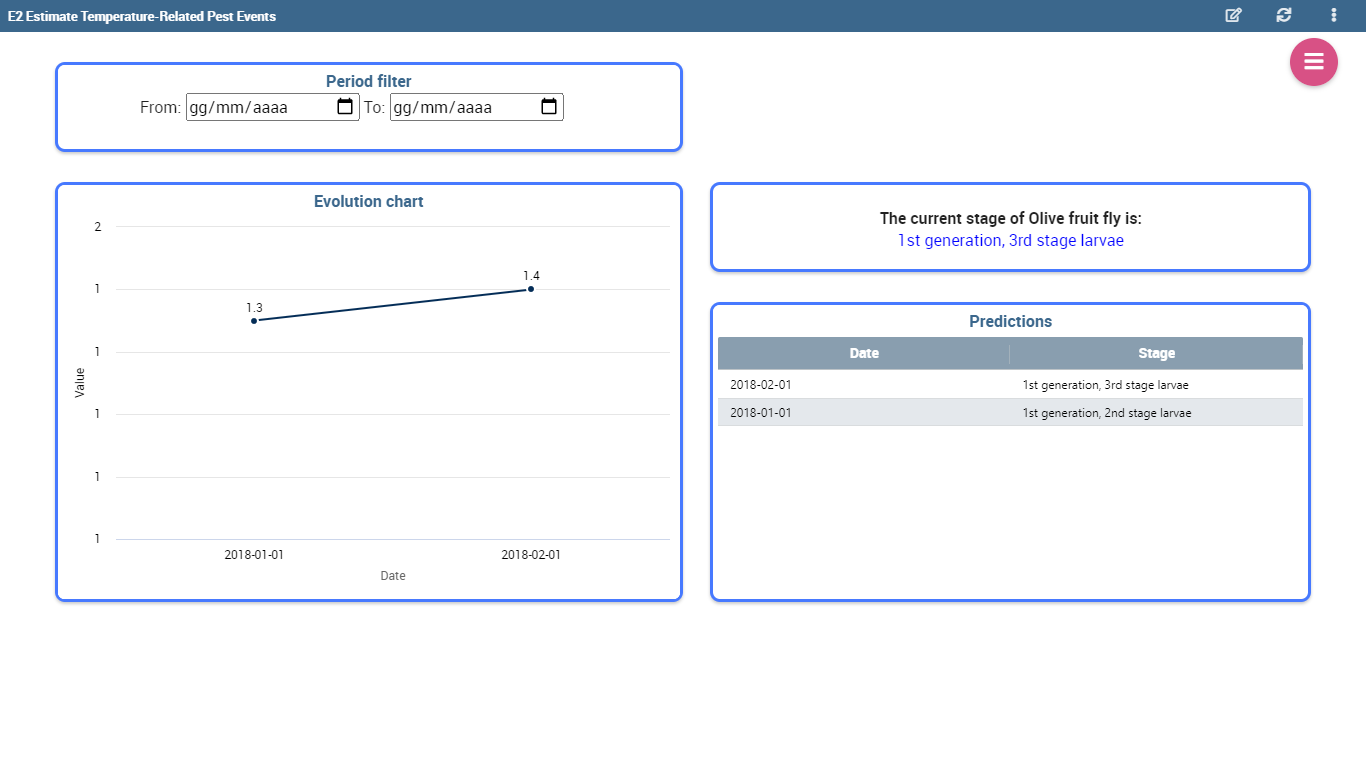 E2 Estimate Temperature-Related Pest Events
Period filter
From: gg/mm/aaaa To: gg/mm/aaaa
Evolution chart
2
1
1
1
1
1
Value
1.3
1.4
2018-01-01 2018-02-01
Date
The current stage of Olive fruit fly is:
1st generation, 3rd stage larvae
Predictions
Date Stage
2018-02-01 1st generation, 3rd stage larvae
2018-01-01 1st generation, 2nd stage larvae